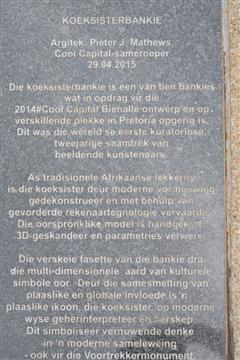 KOEKSISTERBANKIE
Argitek: Pieter J. Mathews,
Cool Capital-sameroeper
29.04.2015
Die koeksisterbankie is een van tien bankies
wat in opdrag vir die
2014#Cool Capital Biënalle ontwerp en op
verskillende plekke in Pretoria opgerig is.
Dit was die wêreld se eerste kuratorlose,
tweejarige saamtrek van
beeldende kunstenaars.
As tradisionele Afrikaanse lekkerny
is die koeksister deur moderne vormgewing
gedekonstrueer en met behulp van
gevorderde rekenaartegnologie vervaardig.
Die oorspronklike model is handgekerf,
3D-geskandeer en parametries verwerk.
Die verskeie fasette van die bankie dra
die multi-dimensionele aard van kulturele
simbole oor. Deur die samesmelting van
plaaslike en globale invloede is 'n
plaaslike ikoon, die koeksister, op moderne
wyse geherinterpreteer en herskep.
Dit simboliseer vernuwende denke
in 'n moderne samelewing
- ook vir die Voortrekkermonument.